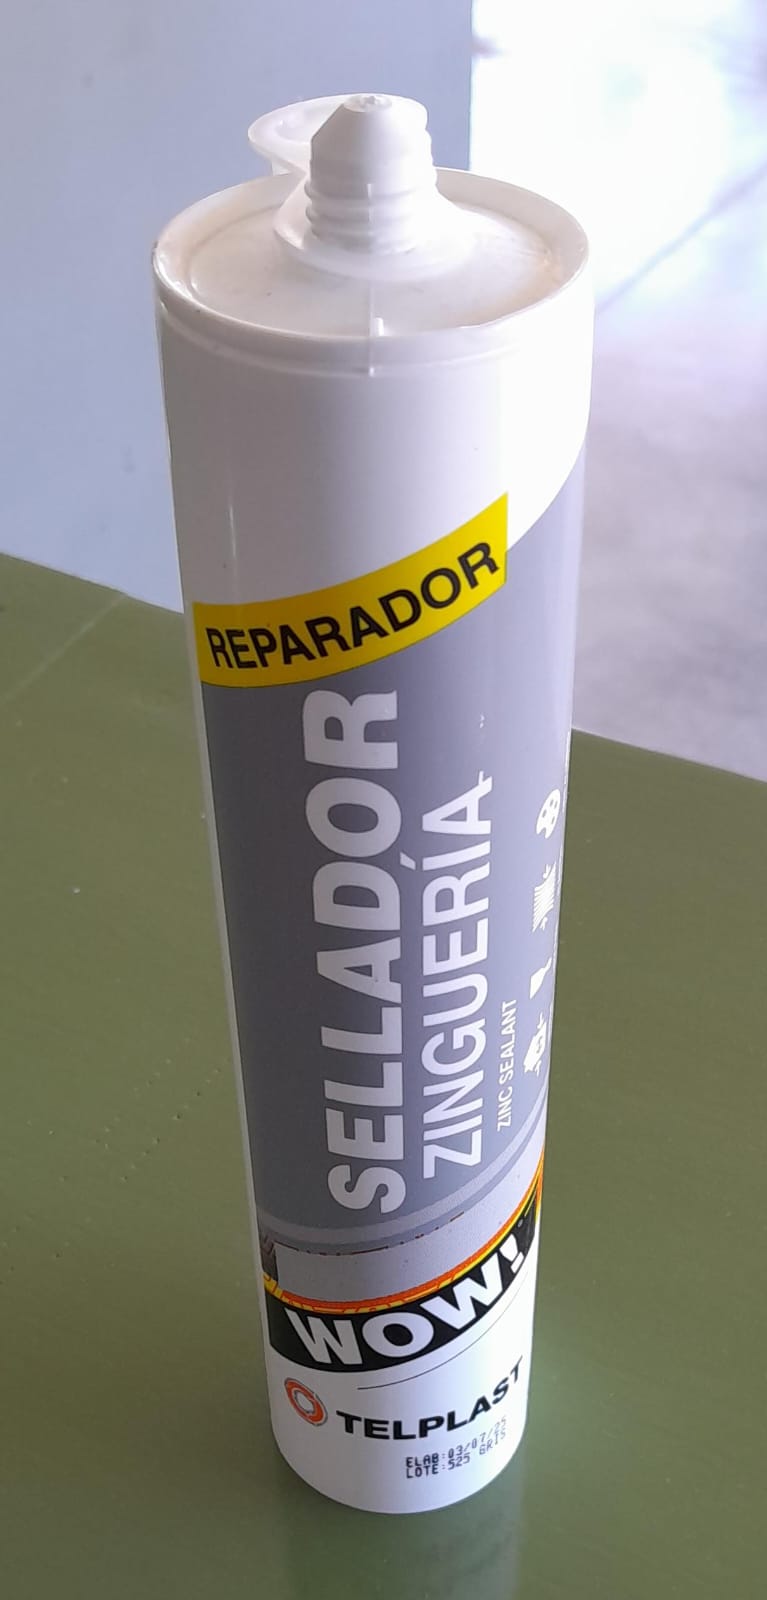 REPARADOR
SELLADOR
ZINGUERÍA
ZINC SEALANT
WOW!
TELPLAST
ELAB:03/07/25
LOTE:525 GRIS